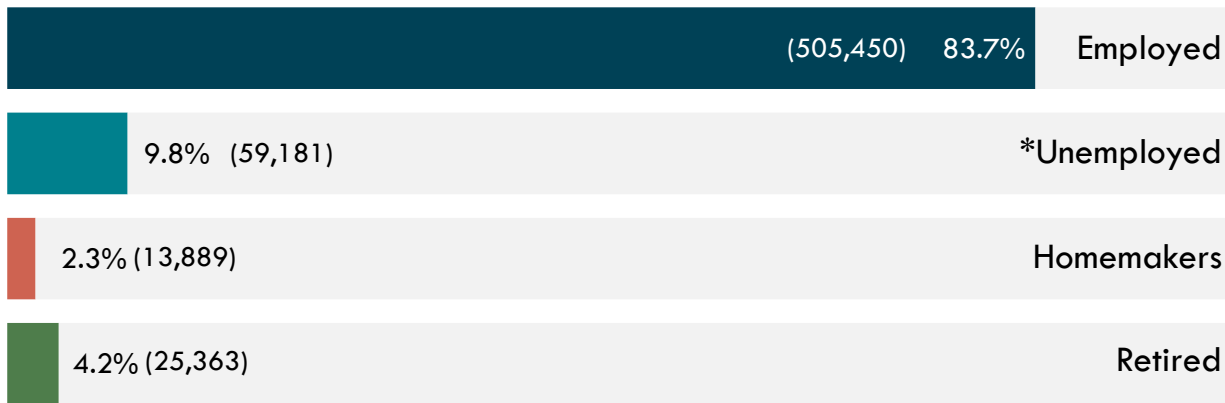 (505,450) 83.7% Employed
9.8% (59,181) *Unemployed
2.3% (13,889) Homemakers
4.2% (25,363) Retired